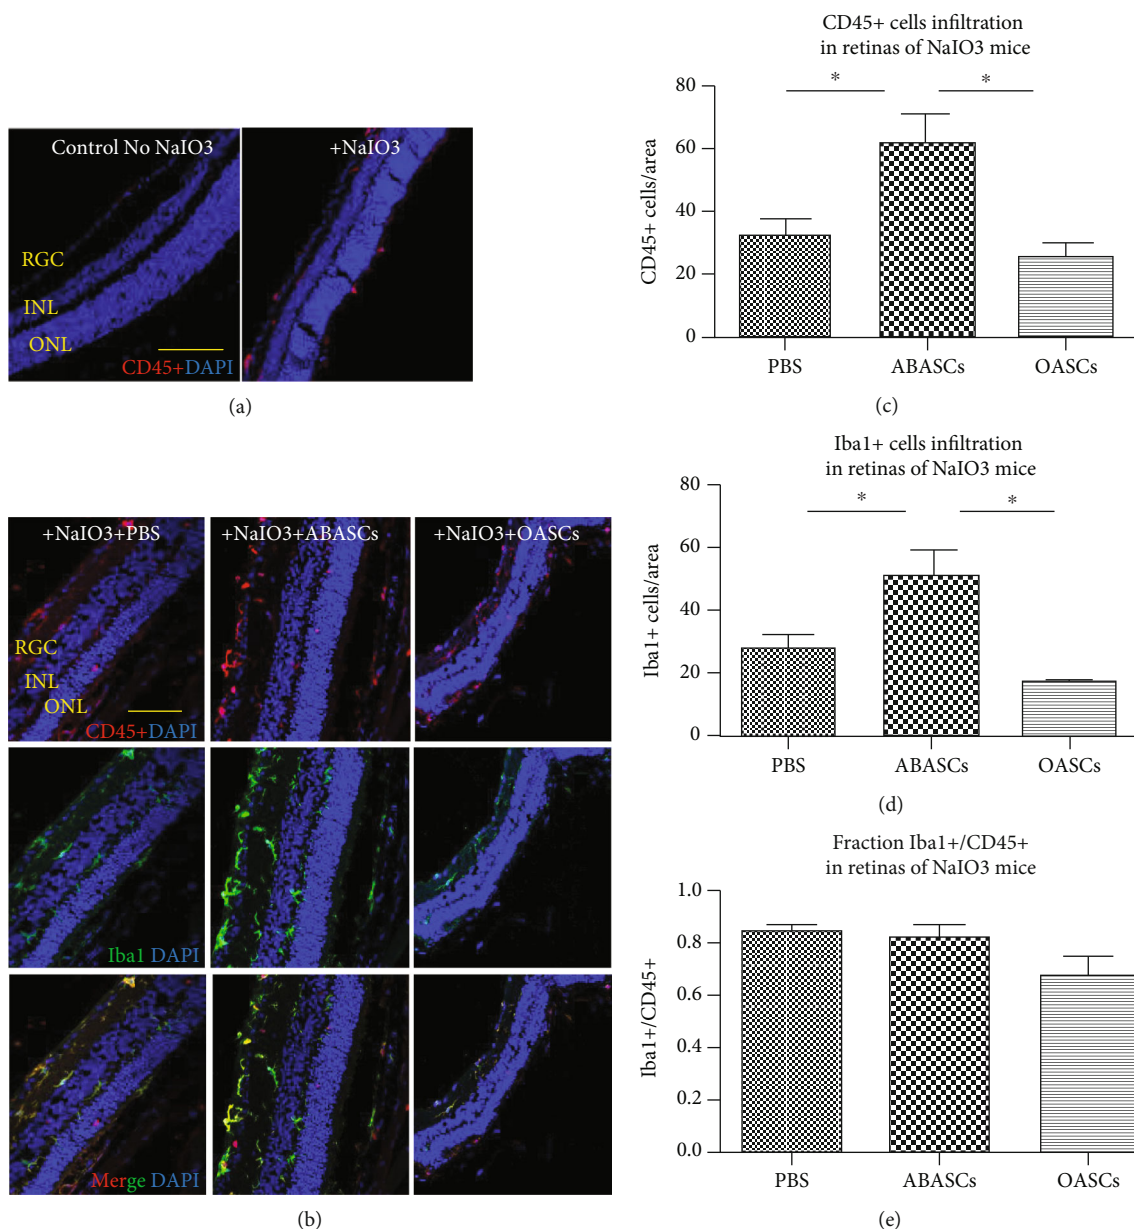 Control No NaIO3
+NaIO3
RGC
INL
ONL
CD45+DAPI
(a)
+NaIO3+PBS
+NaIO3+ABASCs
+NaIO3+OASCs
RGC
INL
ONL
CD45+DAPI
Iba1 DAPI
Merge DAPI
(b)
CD45+ cells infiltration
in retinas of NaIO3 mice
80
60
40
20
0
CD45+ cells/area
*
*
PBS
ABASCs
OASCs
(c)
Iba1+ cells infiltration
in retinas of NaIO3 mice
80
60
40
20
0
Iba1+ cells/area
*
*
PBS
ABASCs
OASCs
(d)
Fraction Iba1+/CD45+
in retinas of NaIO3 mice
1.0
0.8
0.6
0.4
0.2
0.0
Iba1+/CD45+
PBS
ABASCs
OASCs
(e)